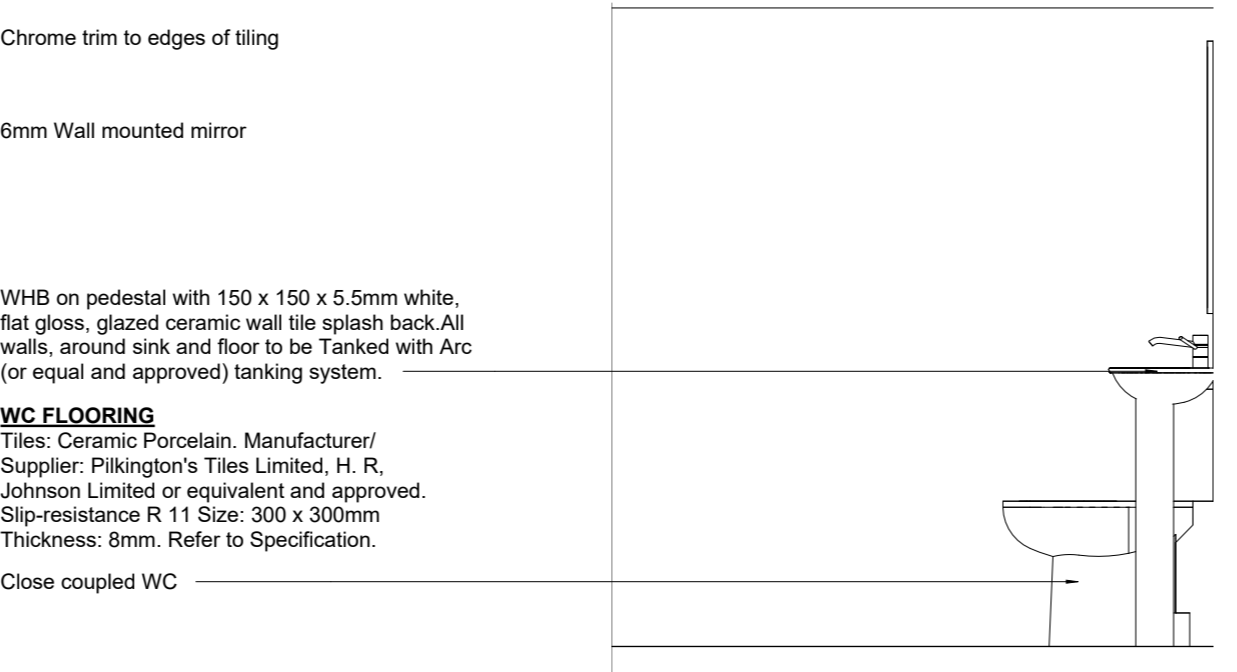 Chrome trim to edges of tiling
6mm Wall mounted mirror
WHB on pedestal with 150 x 150 x 5.5mm white,
flat gloss, glazed ceramic wall tile splash back.All
walls, around sink and floor to be Tanked with Arc
(or equal and approved) tanking system.
WC FLOORING
Tiles: Ceramic Porcelain. Manufacturer/
Supplier: Pilkington's Tiles Limited, H. R,
Johnson Limited or equivalent and approved.
Slip-resistance R 11 Size: 300 x 300mm
Thickness: 8mm. Refer to Specification.
Close coupled WC